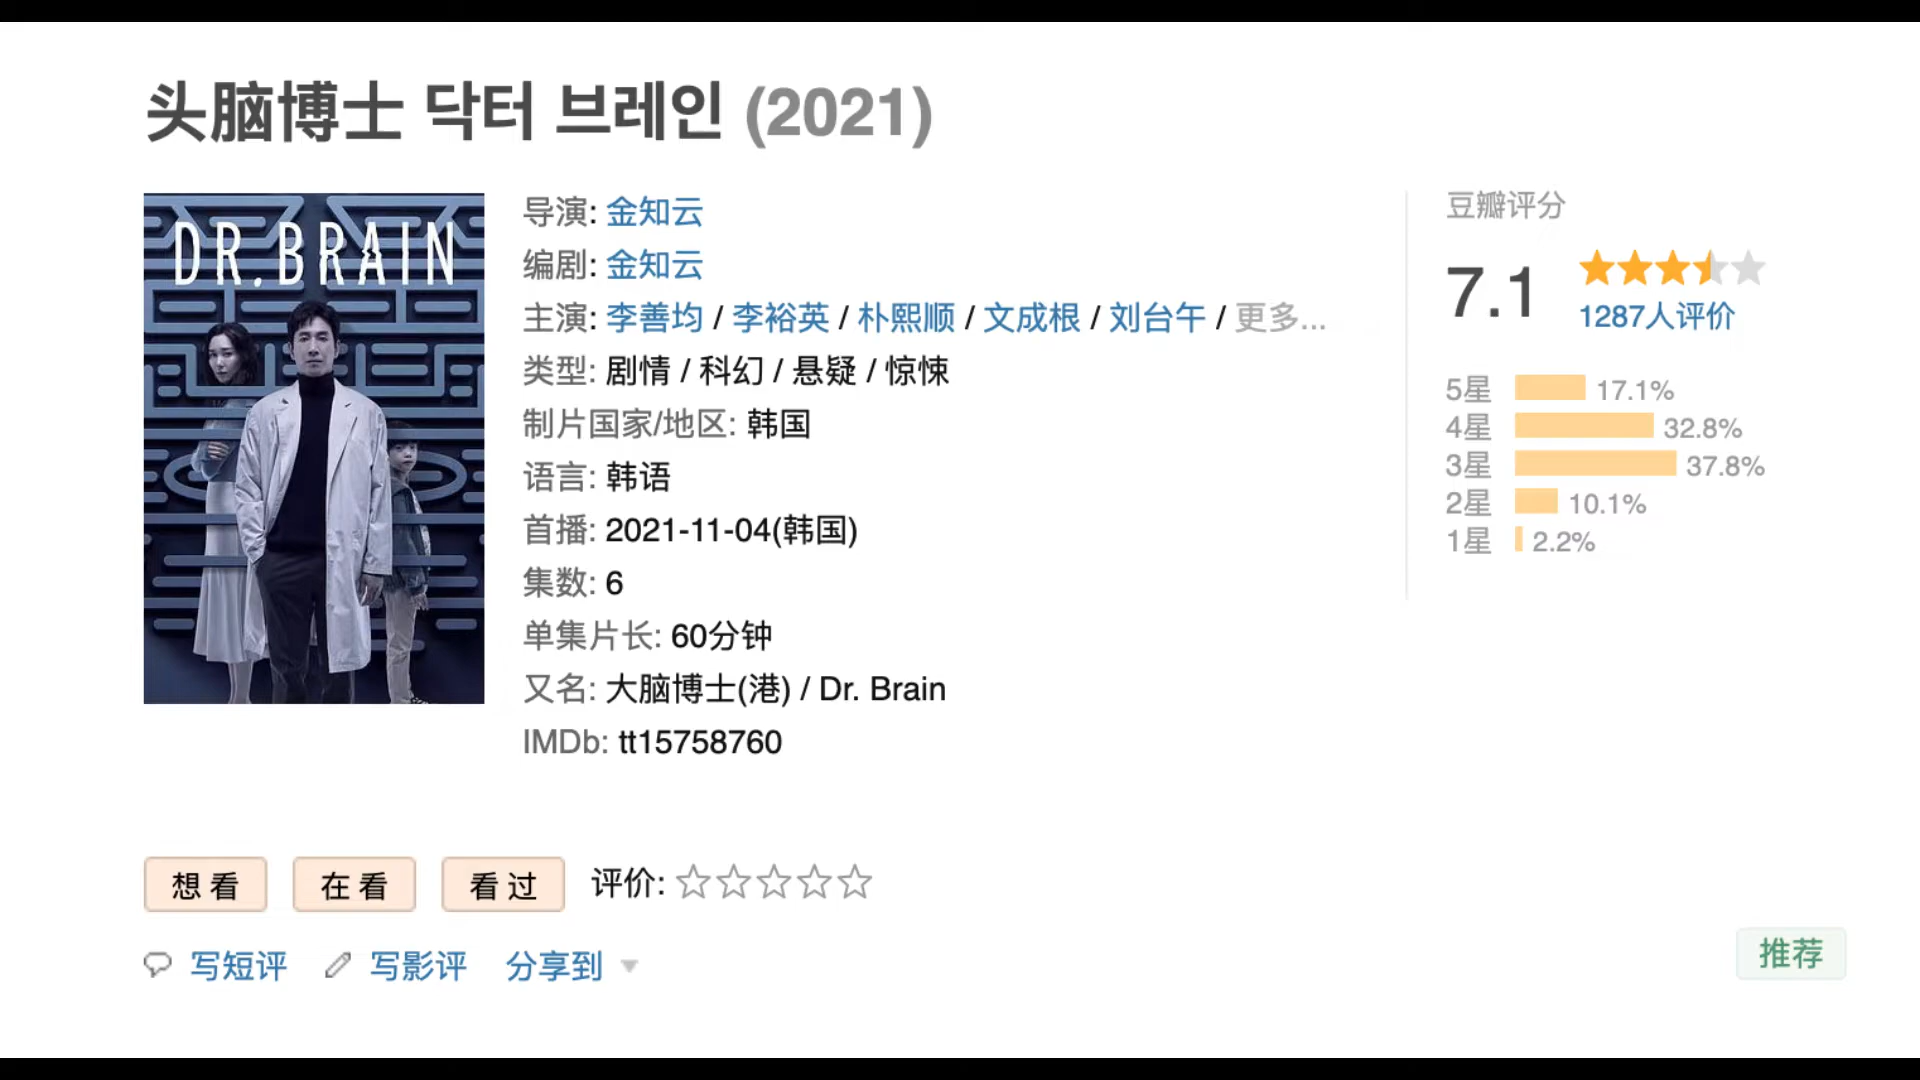 头脑博士 닥터 브레인 (2021)
DR.BRAIN
导演: 金知云
编剧: 金知云
主演: 李善均 / 李裕英 / 朴熙顺 / 文成根 / 刘台午 / 更多...
类型: 剧情 / 科幻 / 悬疑 / 惊悚
制片国家/地区: 韩国
语言: 韩语
首播: 2021-11-04(韩国)
集数: 6
单集片长: 60分钟
又名: 大脑博士(港) / Dr. Brain
IMDb: tt15758760
豆瓣评分
7.1
1287人评价
5星 17.1%
4星 32.8%
3星 37.8%
2星 10.1%
1星 2.2%
想看 在看 看过 评价:
写短评 写影评 分享到
推荐